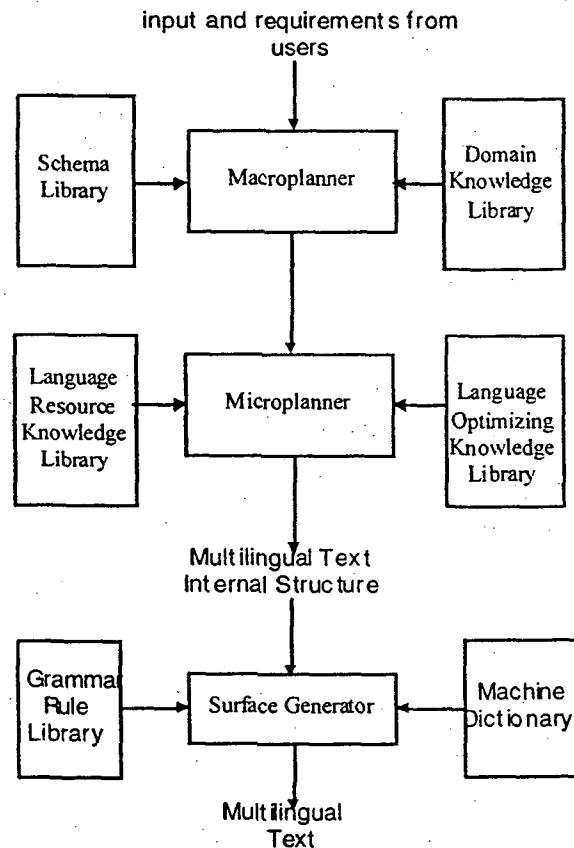 input and requirements from
users
Schema
Library
Macroplanner
Domain
Knowledge
Library
Language
Resource
Knowledge
Library
Microplanner
Language
Optimizing
Knowledge
Library
Multilingual Text
Internal Structure
Grammar
Rule
Library
Surface Generator
Machine
Dictionary
Multilingual
Text